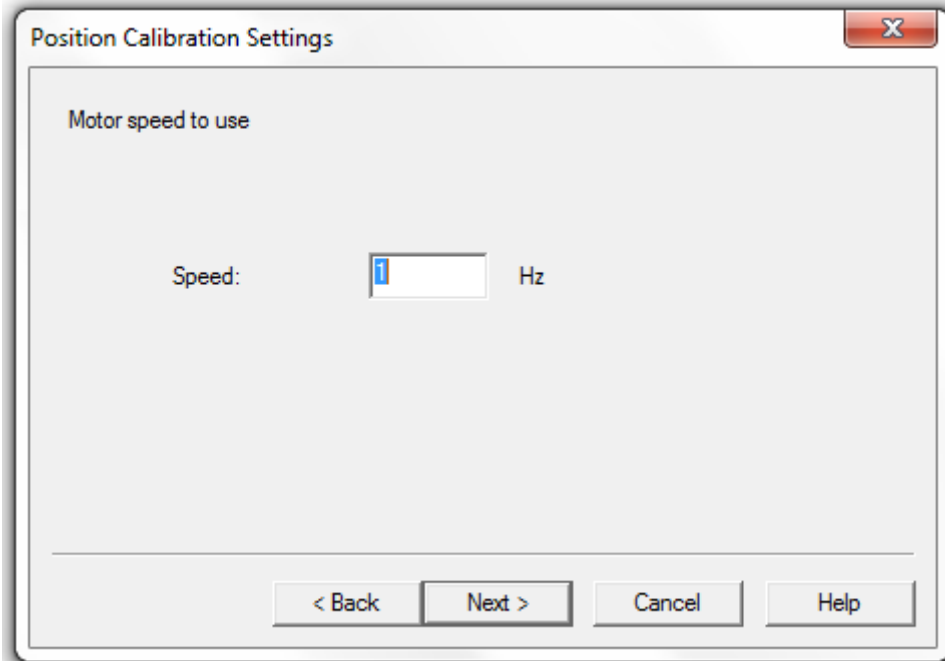 Position Calibration Settings
Motor speed to use
Speed: 1 Hz
< Back Next > Cancel Help